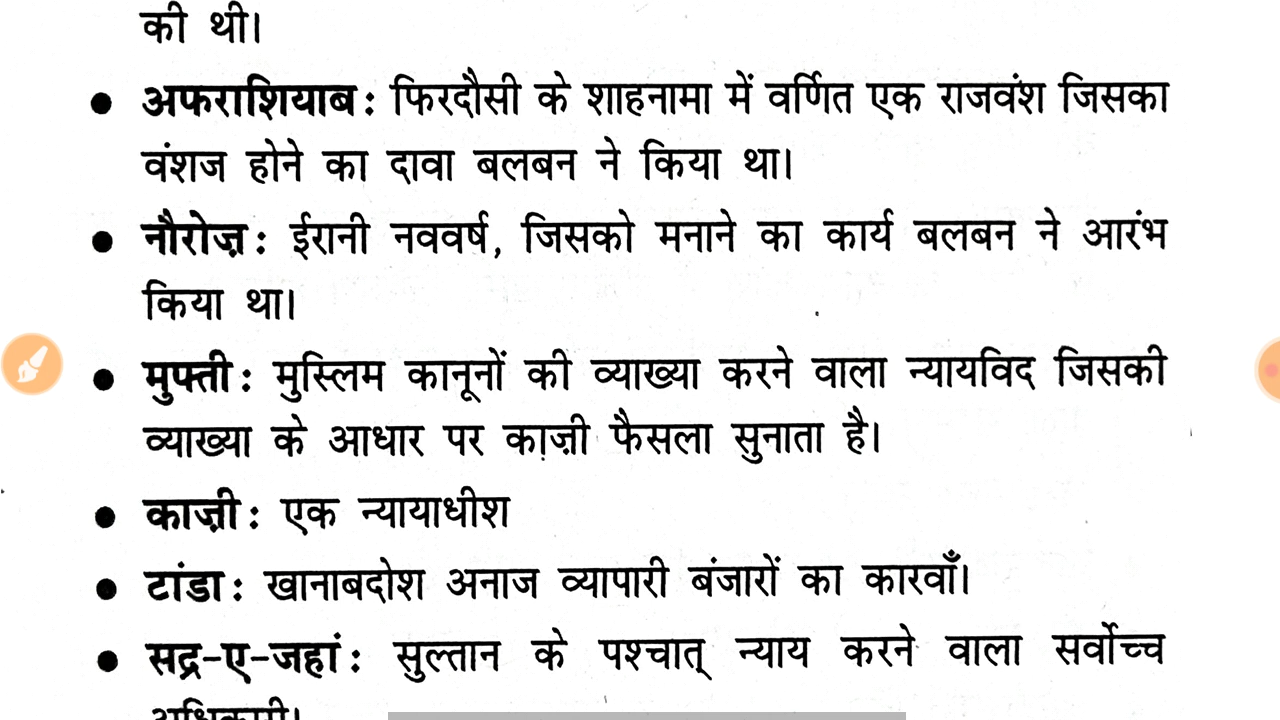 की थी।
● अफराशियाब: फिरदौसी के शाहनामा में वर्णित एक राजवंश जिसका
वंशज होने का दावा बलबन ने किया था।
● नौरोज़: ईरानी नववर्ष, जिसको मनाने का कार्य बलबन ने आरंभ
किया था।
● मुफ्ती: मुस्लिम कानूनों की व्याख्या करने वाला न्यायविद जिसकी
व्याख्या के आधार पर क़ाज़ी फैसला सुनाता है।
● काज़ी: एक न्यायाधीश
● टांडा: खानाबदोश अनाज व्यापारी बंजारों का कारवाँ।
● सद्र-ए-जहां: सुल्तान के पश्चात् न्याय करने वाला सर्वोच्च
अधिकारी।